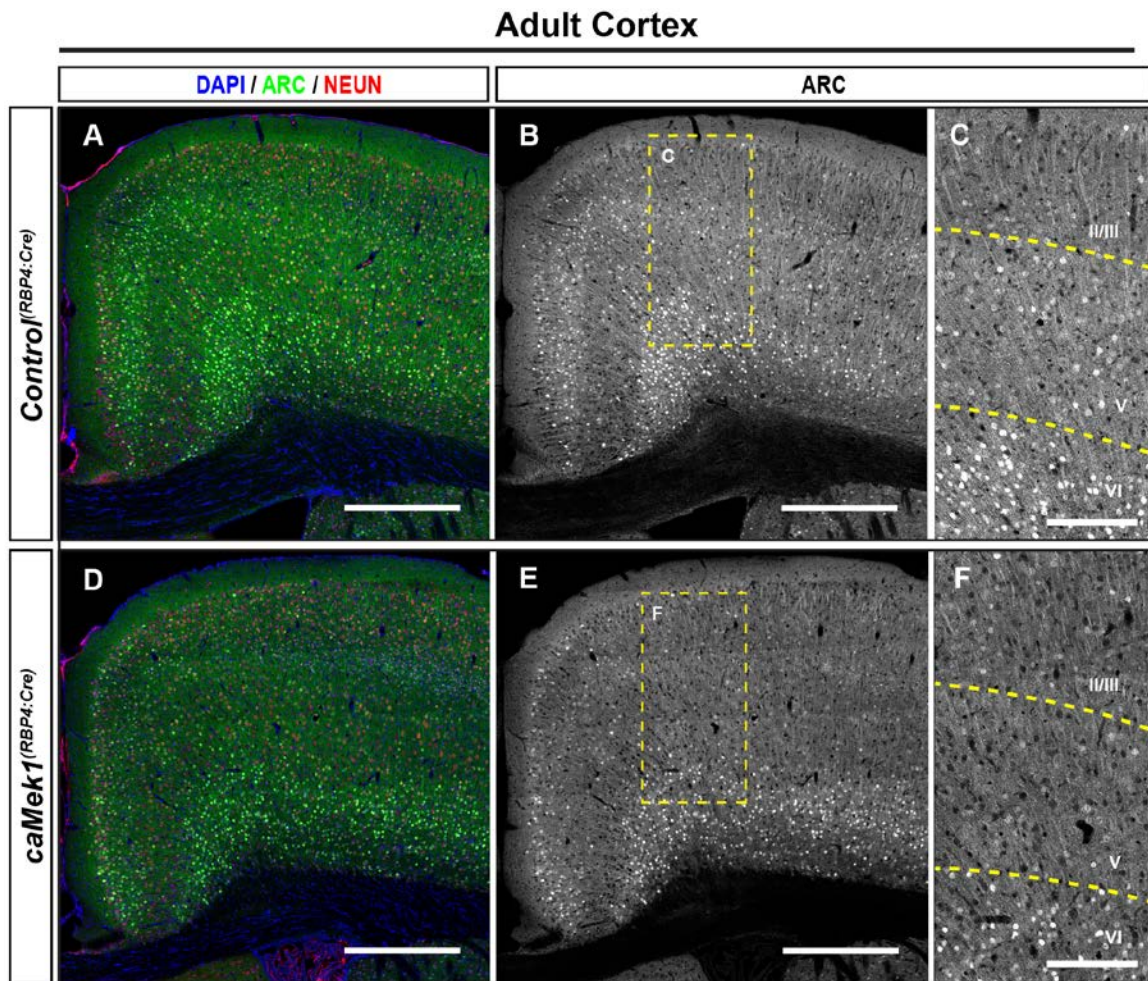 Adult Cortex
DAPI / ARC / NEUN
ARC
Control(RBP4:Cre)
A
B
C
C
II/III
V
VI
caMek1(RBP4:Cre)
D
E
F
F
II/III
V
VI